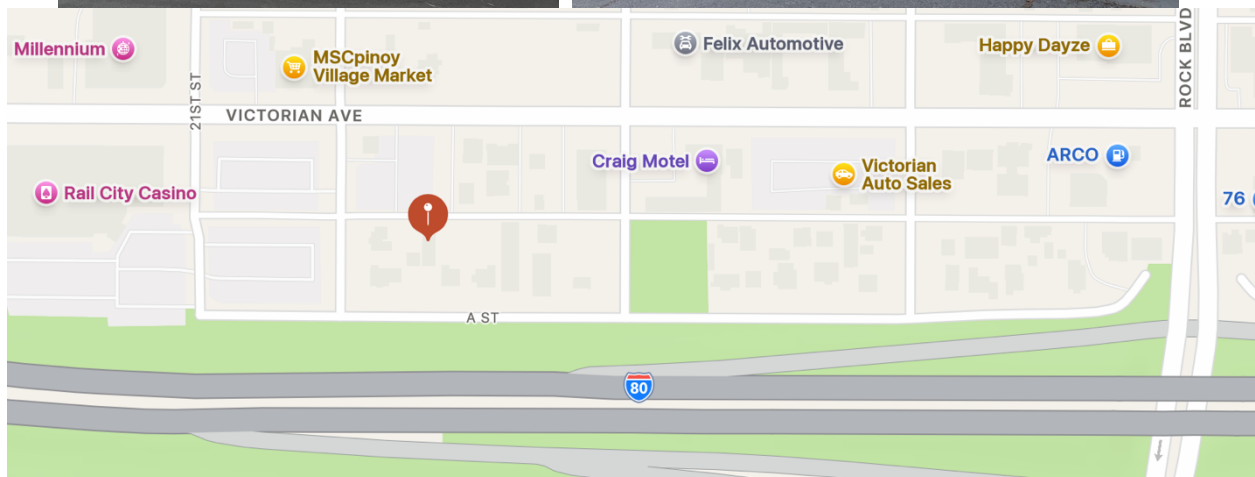 Millennium
MSCpinoy
Village Market
Felix Automotive
Happy Dayze
ROCK BLVD
21ST ST
VICTORIAN AVE
Craig Motel
Victorian
Auto Sales
ARCO
Rail City Casino
76
A ST
80